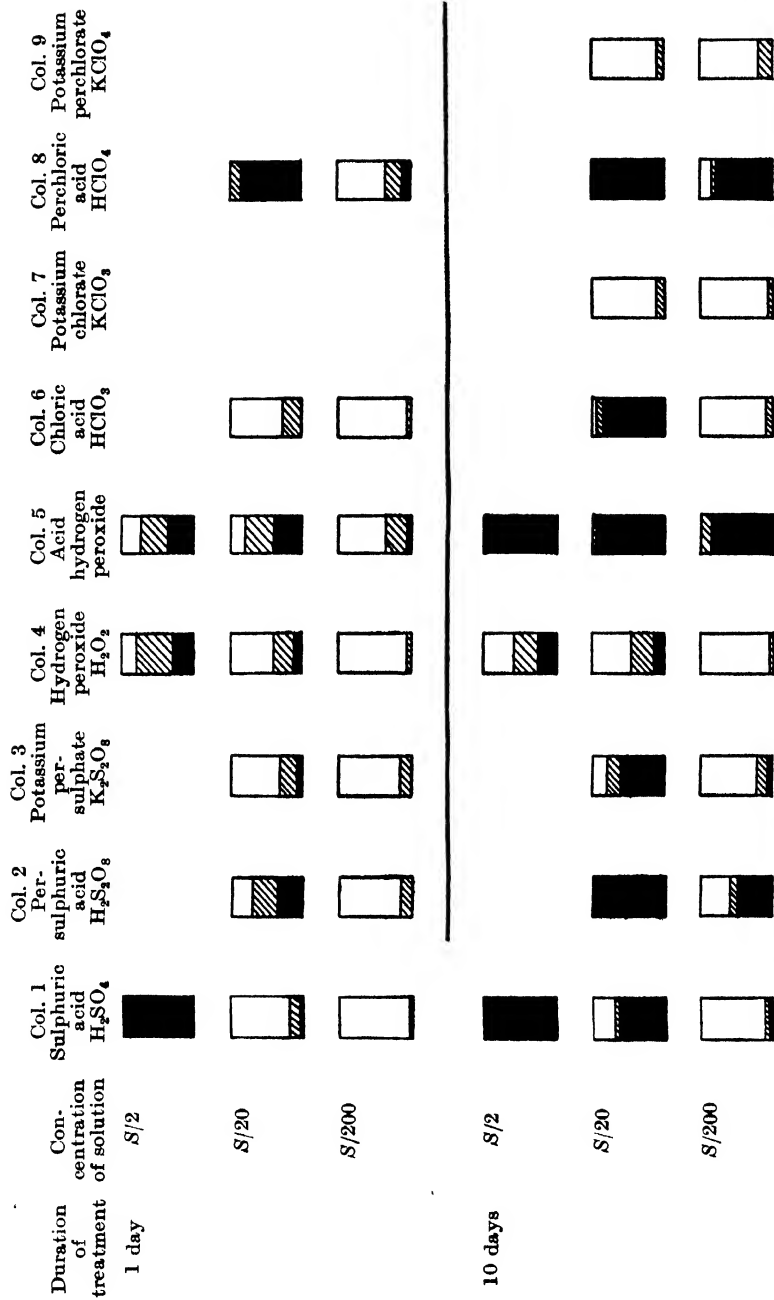 Duration
of
treatment
Con-
centration
of solution
Col. 1
Sulphuric
acid
H₂SO₄
Col. 2
Per-
sulphuric
acid
H₂S₂O₈
Col. 3
Potassium
per-
sulphate
K₂S₂O₈
Col. 4
Hydrogen
peroxide
H₂O₂
Col. 5
Acid
hydrogen
peroxide
Col. 6
Chloric
acid
HClO₃
Col. 7
Potassium
chlorate
KClO₃
Col. 8
Perchloric
acid
HClO₄
Col. 9
Potassium
perchlorate
KClO₄
1 day
S/2
S/20
S/200
10 days
S/2
S/20
S/200